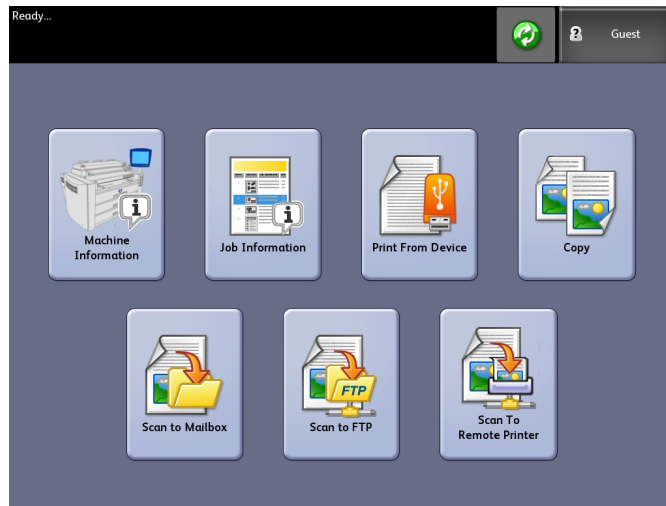 Ready...
Guest
Machine
Information
Job Information
Print From Device
Copy
Scan to Mailbox
FTP
Scan to FTP
Scan To
Remote Printer